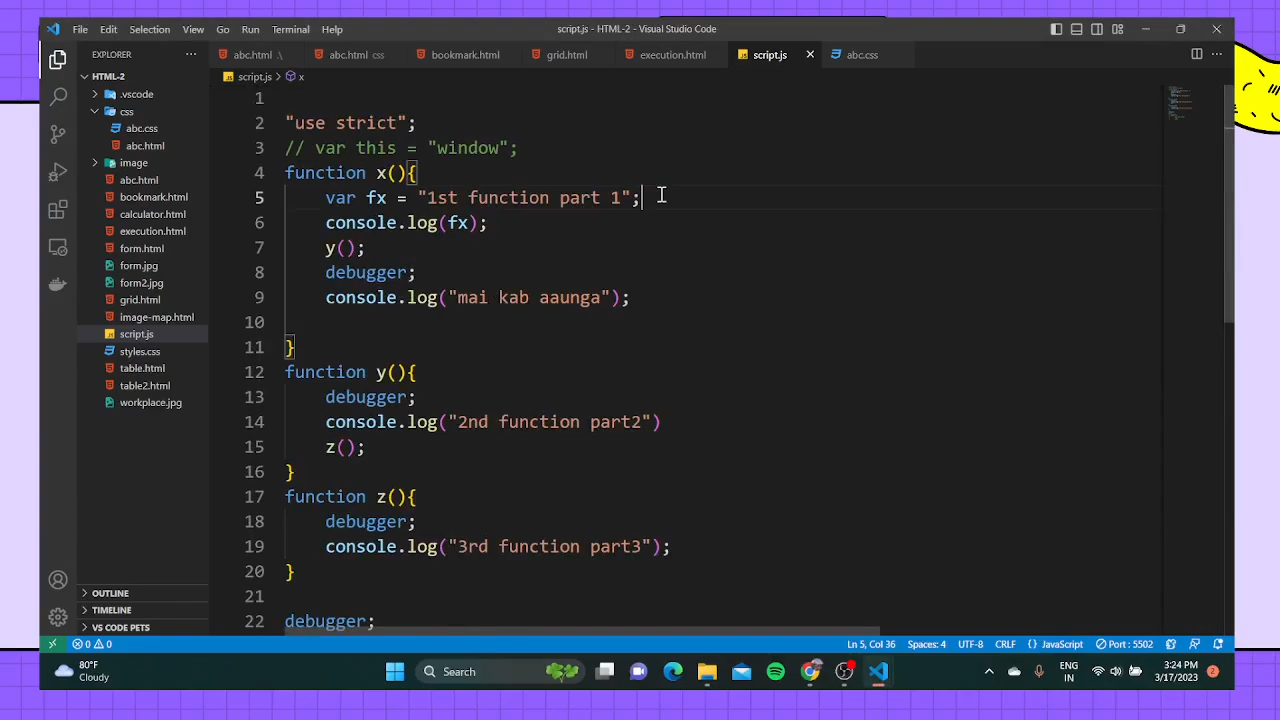 File Edit Selection View Go Run Terminal Help
script.js - HTML-2 - Visual Studio Code
EXPLORER
abc.html .\
abc.html css
bookmark.html
grid.html
execution.html
script.js
abc.css
HTML-2
script.js > x
.vscode
css
abc.css
abc.html
image
abc.html
bookmark.html
calculator.html
execution.html
form.html
form.jpg
form2.jpg
grid.html
image-map.html
script.js
styles.css
table.html
table2.html
workplace.jpg
OUTLINE
TIMELINE
VS CODE PETS
1
2 "use strict";
3 // var this = "window";
4 function x(){
5 var fx = "1st function part 1";
6 console.log(fx);
7 y();
8 debugger;
9 console.log("mai kab aaunga");
10
11 }
12 function y(){
13 debugger;
14 console.log("2nd function part2")
15 z();
16 }
17 function z(){
18 debugger;
19 console.log("3rd function part3");
20 }
21
22 debugger;
0 0
Ln 5, Col 36 Spaces: 4 UTF-8 CRLF {} JavaScript Port : 5502
80°F
Cloudy
Search
ENG
IN
3:24 PM
3/17/2023
2